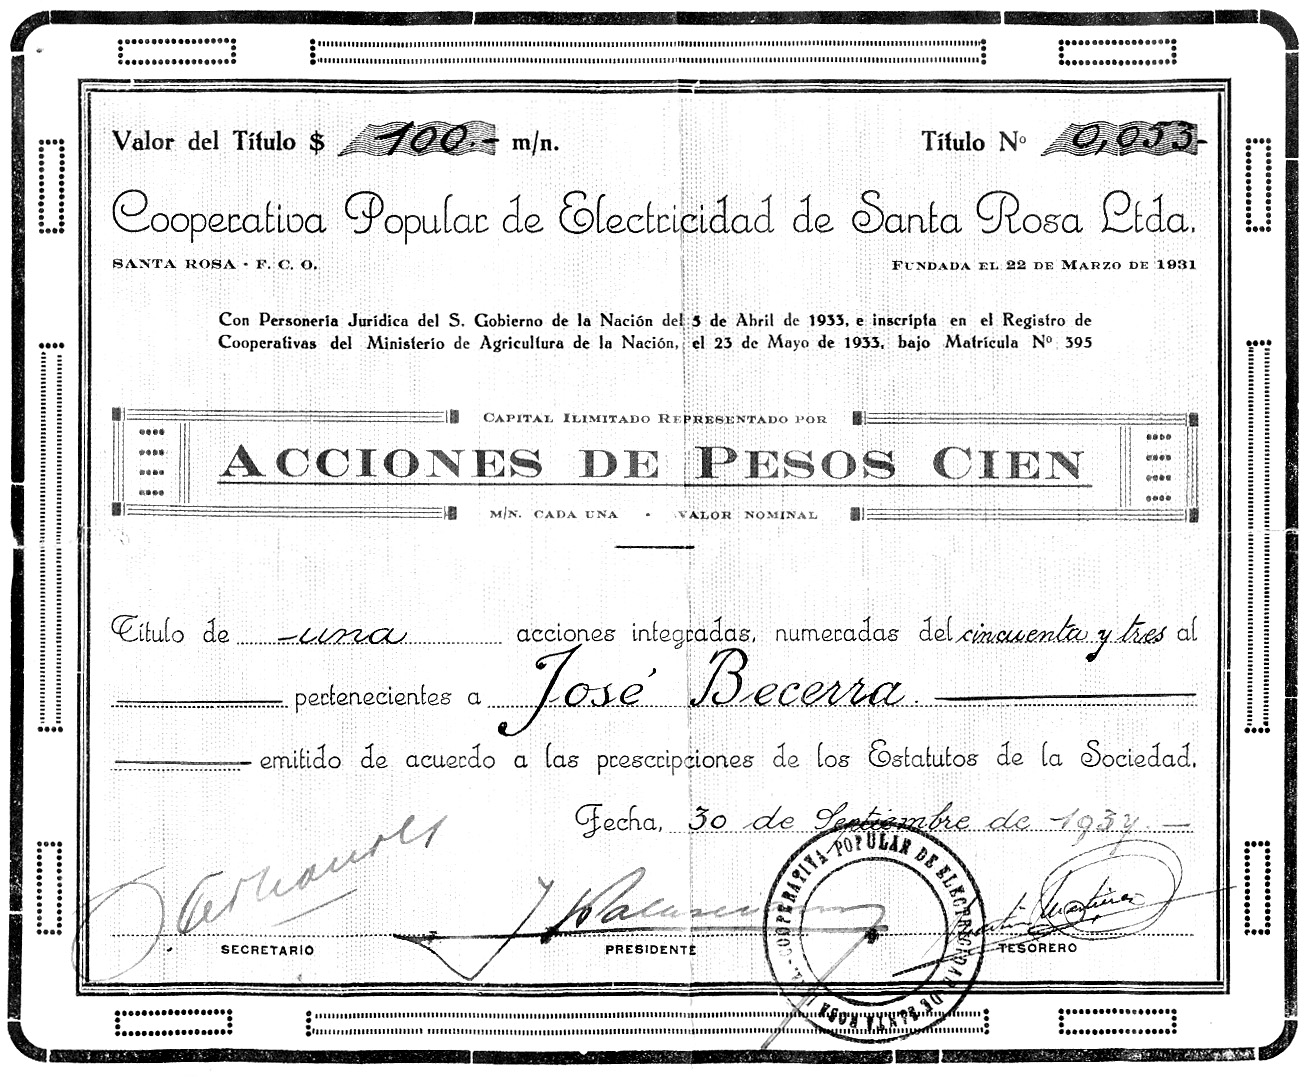 Valor del Título $ 100.- m/n. Título Nº 0,053-
Cooperativa Popular de Electricidad de Santa Rosa Ltda.
SANTA ROSA - F. C. O. FUNDADA EL 22 DE MARZO DE 1931
Con Personería Jurídica del S. Gobierno de la Nación del 5 de Abril de 1933, e inscripta en el Registro de
Cooperativas del Ministerio de Agricultura de la Nación, el 23 de Mayo de 1933, bajo Matrícula Nº 395
CAPITAL ILIMITADO REPRESENTADO POR
ACCIONES DE PESOS CIEN
M/N. CADA UNA - VALOR NOMINAL
Título de -una acciones integradas, numeradas del cincuenta y tres al
pertenecientes a José Becerra.
emitido de acuerdo a las prescripciones de los Estatutos de la Sociedad.
Fecha, 30 de Septiembre de 1937.-
SECRETARIO PRESIDENTE TESORERO
COOPERATIVA POPULAR DE ELECTRICIDAD DE SANTA ROSA